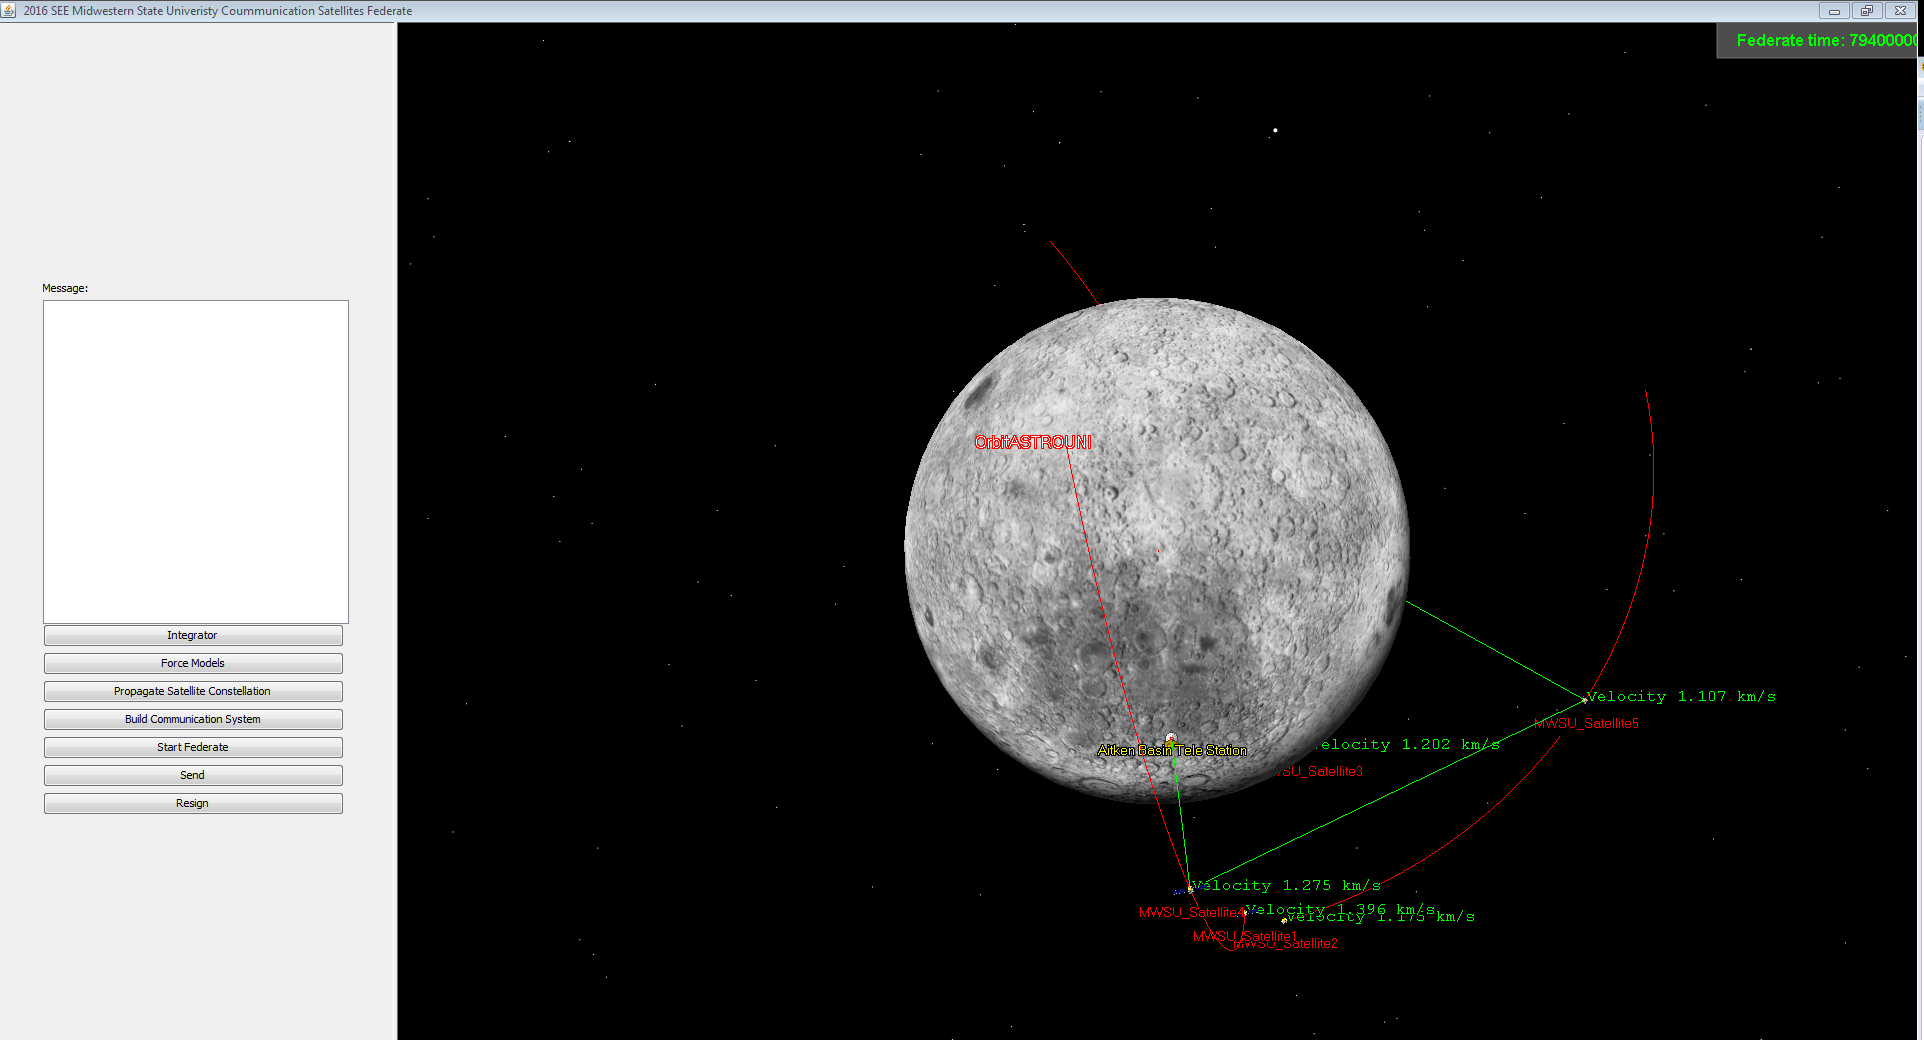 2016 SEE Midwestern State Univeristy Coummunication Satellites Federate
Federate time: 7940000
Message:
Integrator
Force Models
Propagate Satellite Constellation
Build Communication System
Start Federate
Send
Resign
OrbitASTROUNI
Velocity 1.107 km/s
MWSU_Satellite5
elocity 1.202 km/s
SU_Satellite3
Aitken Basin Tele Station
Velocity 1.275 km/s
MWSU_Satellite4
Velocity 1.396 km/s
Velocity 1.175 km/s
MWSU_Satellite1
MWSU_Satellite2